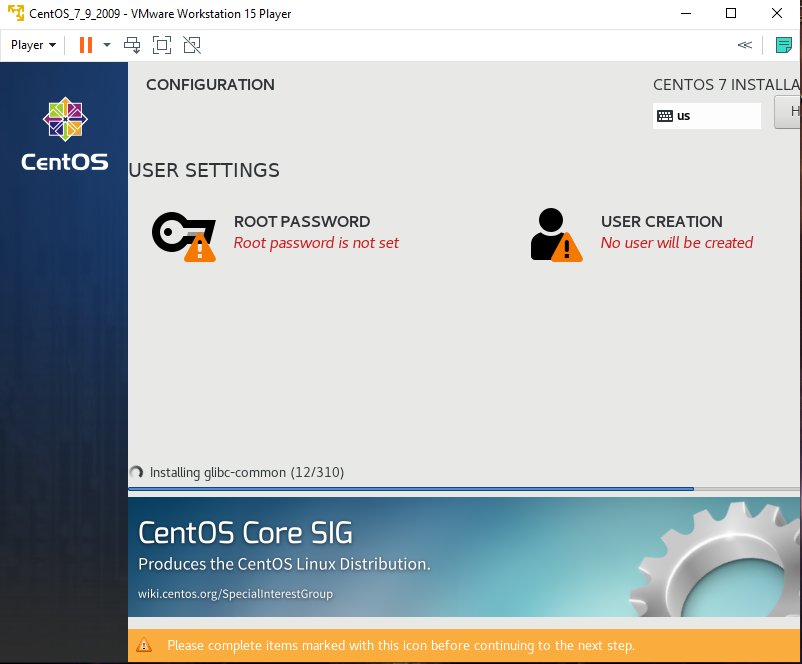 CentOS_7_9_2009 - VMware Workstation 15 Player
Player
<<
CONFIGURATION
CENTOS 7 INSTALLA
us
H
CentOS
USER SETTINGS
ROOT PASSWORD
Root password is not set
USER CREATION
No user will be created
Installing glibc-common (12/310)
CentOS Core SIG
Produces the CentOS Linux Distribution.
wiki.centos.org/SpecialInterestGroup
Please complete items marked with this icon before continuing to the next step.